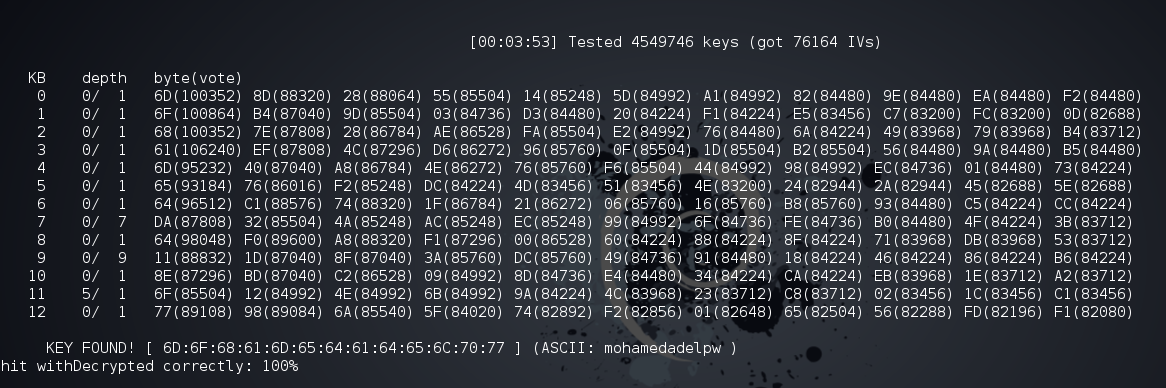 [00:03:53] Tested 4549746 keys (got 76164 IVs)
KB depth byte(vote)
0 0/ 1 6D(100352) 8D(88320) 28(88064) 55(85504) 14(85248) 5D(84992) A1(84992) 82(84480) 9E(84480) EA(84480) F2(84480)
1 0/ 1 6F(100864) B4(87040) 9D(85504) 03(84736) D3(84480) 20(84224) F1(84224) E5(83456) C7(83200) FC(83200) 0D(82688)
2 0/ 1 68(100352) 7E(87808) 28(86784) AE(86528) FA(85504) E2(84992) 76(84480) 6A(84224) 49(83968) 79(83968) B4(83712)
3 0/ 1 61(106240) EF(87808) 4C(87296) D6(86272) 96(85760) 0F(85504) 1D(85504) B2(85504) 56(84480) 9A(84480) B5(84480)
4 0/ 1 6D(95232) 40(87040) A8(86784) 4E(86272) 76(85760) F6(85504) 44(84992) 98(84992) EC(84736) 01(84480) 73(84224)
5 0/ 1 65(93184) 76(86016) F2(85248) DC(84224) 4D(83456) 51(83456) 4E(83200) 24(82944) 2A(82944) 45(82688) 5E(82688)
6 0/ 1 64(96512) C1(88576) 74(88320) 1F(86784) 21(86272) 06(85760) 16(85760) B8(85760) 93(84480) C5(84224) CC(84224)
7 0/ 7 DA(87808) 32(85504) 4A(85248) AC(85248) EC(85248) 99(84992) 6F(84736) FE(84736) B0(84480) 4F(84224) 3B(83712)
8 0/ 1 64(98048) F0(89600) A8(88320) F1(87296) 00(86528) 60(84224) 88(84224) 8F(84224) 71(83968) DB(83968) 53(83712)
9 0/ 9 11(88832) 1D(87040) 8F(87040) 3A(85760) DC(85760) 49(84736) 91(84480) 18(84224) 46(84224) 86(84224) B6(84224)
10 0/ 1 8E(87296) BD(87040) C2(86528) 09(84992) 8D(84736) E4(84480) 34(84224) CA(84224) EB(83968) 1E(83712) A2(83712)
11 5/ 1 6F(85504) 12(84992) 4E(84992) 6B(84992) 9A(84224) 4C(83968) 23(83712) C8(83712) 02(83456) 1C(83456) C1(83456)
12 0/ 1 77(89108) 98(89084) 6A(85540) 5F(84020) 74(82892) F2(82856) 01(82648) 65(82504) 56(82288) FD(82196) F1(82080)
KEY FOUND! [ 6D:6F:68:61:6D:65:64:61:64:65:6C:70:77 ] (ASCII: mohamedadelpw )
hit withDecrypted correctly: 100%